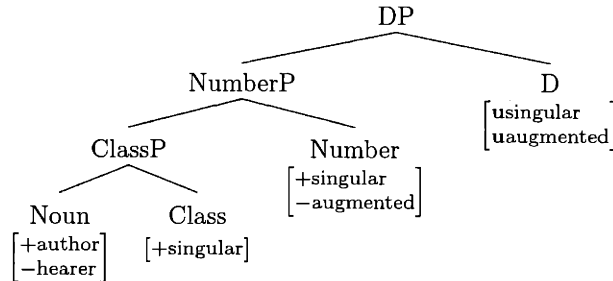 DP
NumberP D
[usingular
uaugmented]
ClassP Number
[+singular
−augmented]
Noun Class
[+author [+singular]
−hearer]